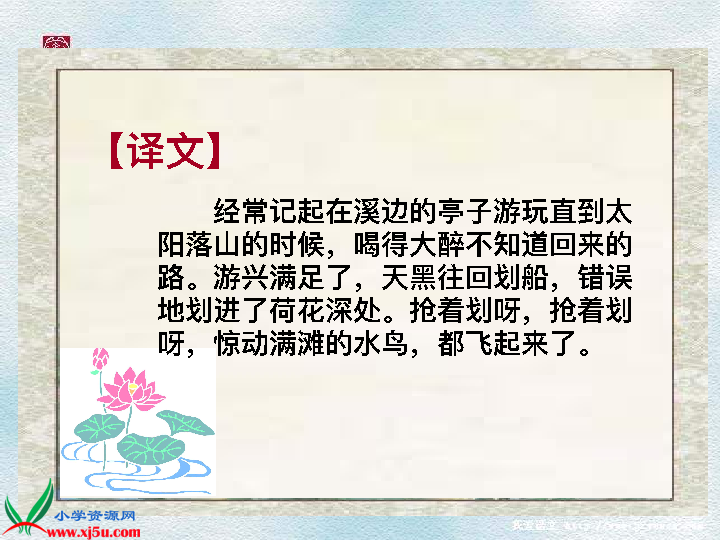 【译文】
经常记起在溪边的亭子游玩直到太
阳落山的时候，喝得大醉不知道回来的
路。游兴满足了，天黑往回划船，错误
地划进了荷花深处。抢着划呀，抢着划
呀，惊动满滩的水鸟，都飞起来了。
小学资源网
www.xj5u.com